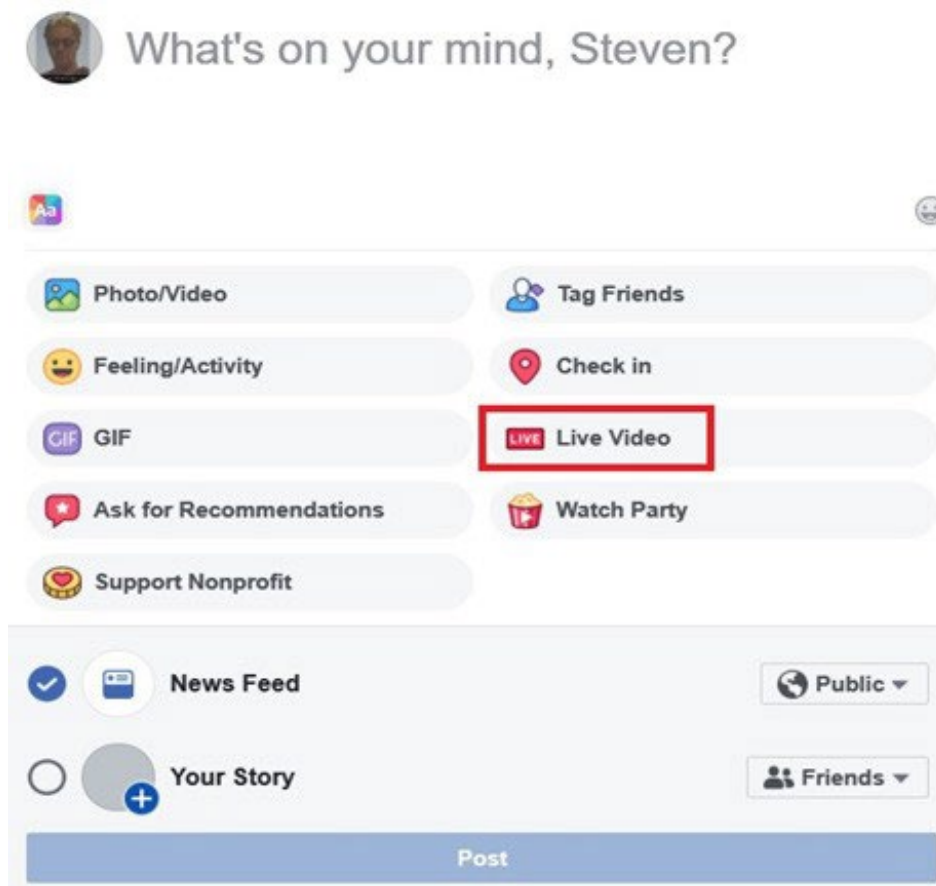 What's on your mind, Steven?
Aa
Photo/Video
Tag Friends
Feeling/Activity
Check in
GIF GIF
LIVE Live Video
Ask for Recommendations
Watch Party
Support Nonprofit
News Feed
Public
Your Story
Friends
Post